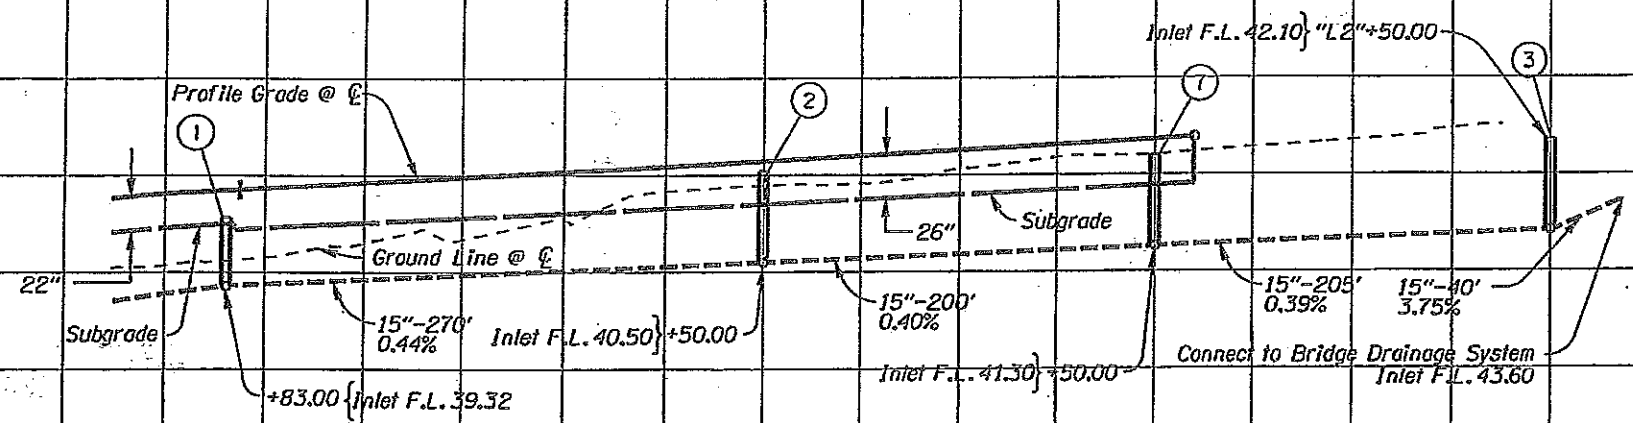 Inlet F.L. 42.10} "L2"+50.00
3
7
Profile Grade @ ℄
2
1
26"
Subgrade
Ground Line @ ℄
22"
15"-205'
0.39%
15"-40'
3.75%
15"-200'
0.40%
Subgrade
15"-270'
0.44%
Inlet F.L. 40.50} +50.00
Connect to Bridge Drainage System
Inlet F.L. 43.60
Inlet F.L. 41.30} +50.00
+83.00 {Inlet F.L. 39.32